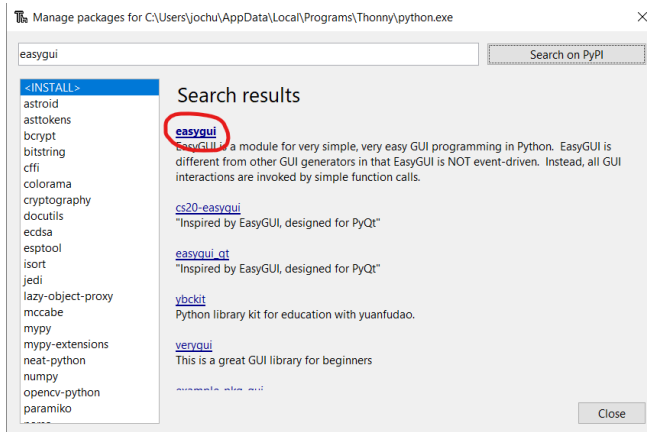 Manage packages for C:\Users\jochu\AppData\Local\Programs\Thonny\python.exe
easygui
Search on PyPI
<INSTALL>
astroid
asttokens
bcrypt
bitstring
cffi
colorama
cryptography
docutils
ecdsa
esptool
isort
jedi
lazy-object-proxy
mccabe
mypy
mypy-extensions
neat-python
numpy
opencv-python
paramiko
Search results
easygui
EasyGUI is a module for very simple, very easy GUI programming in Python. EasyGUI is
different from other GUI generators in that EasyGUI is NOT event-driven. Instead, all GUI
interactions are invoked by simple function calls.
cs20-easygui
"Inspired by EasyGUI, designed for PyQt"
easygui_qt
"Inspired by EasyGUI, designed for PyQt"
ybckit
Python library kit for education with yuanfudao.
verygui
This is a great GUI library for beginners
Close